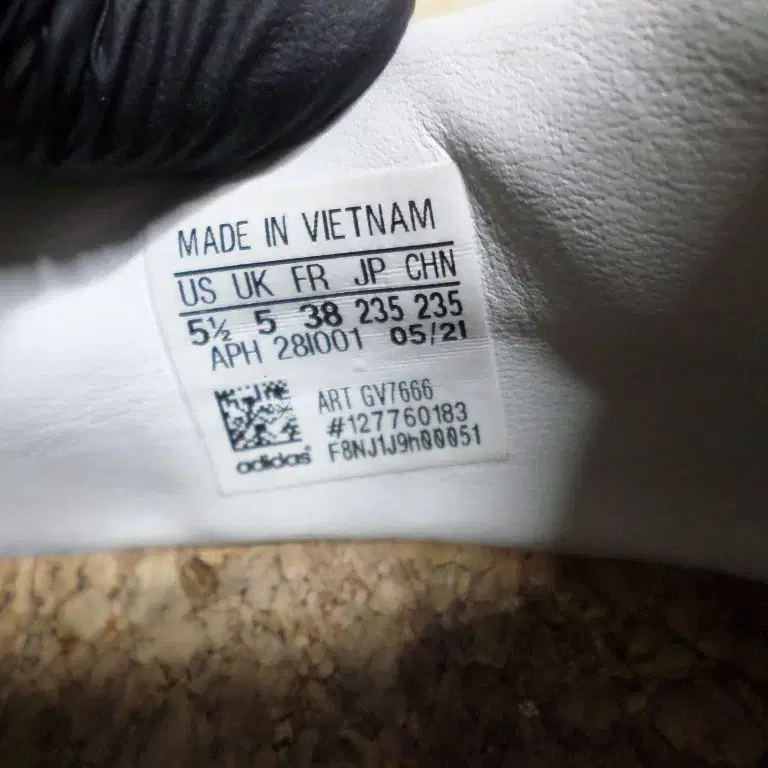 MADE IN VIETNAM
US UK FR JP CHN
5½ 5 38 235 235
APH 281001 05/21
ART GV7666
#127760183
F8NJ1J9h00051
adidas